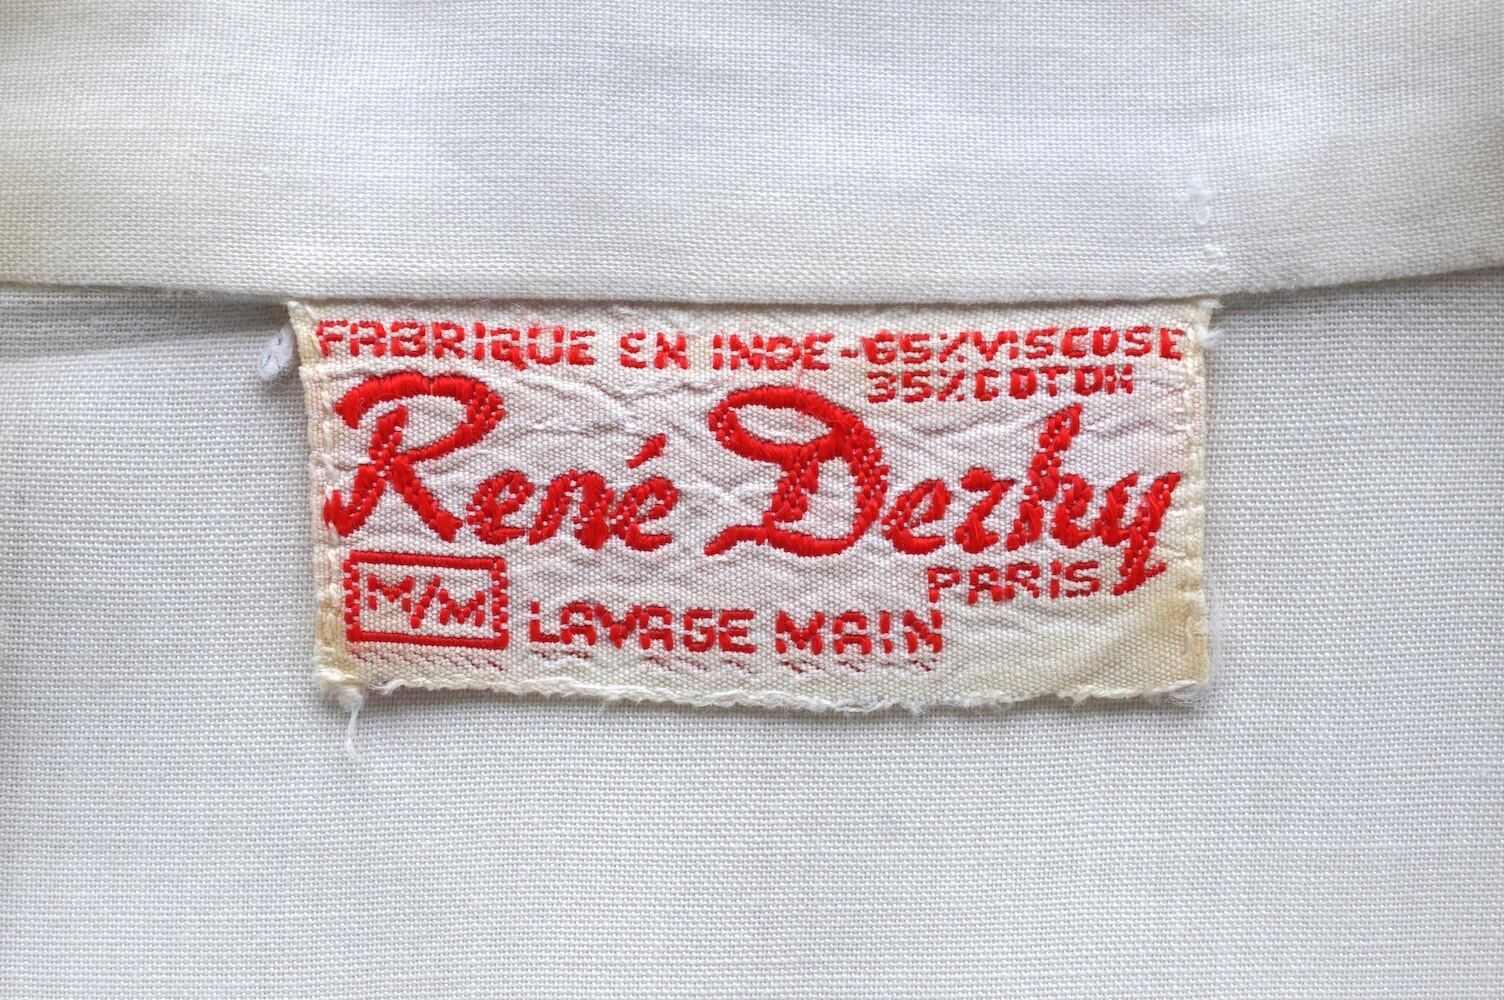 FABRIQUE EN INDE - 65% VISCOSE
35% COTON
René Derhy
PARIS
M/M LAVAGE MAIN